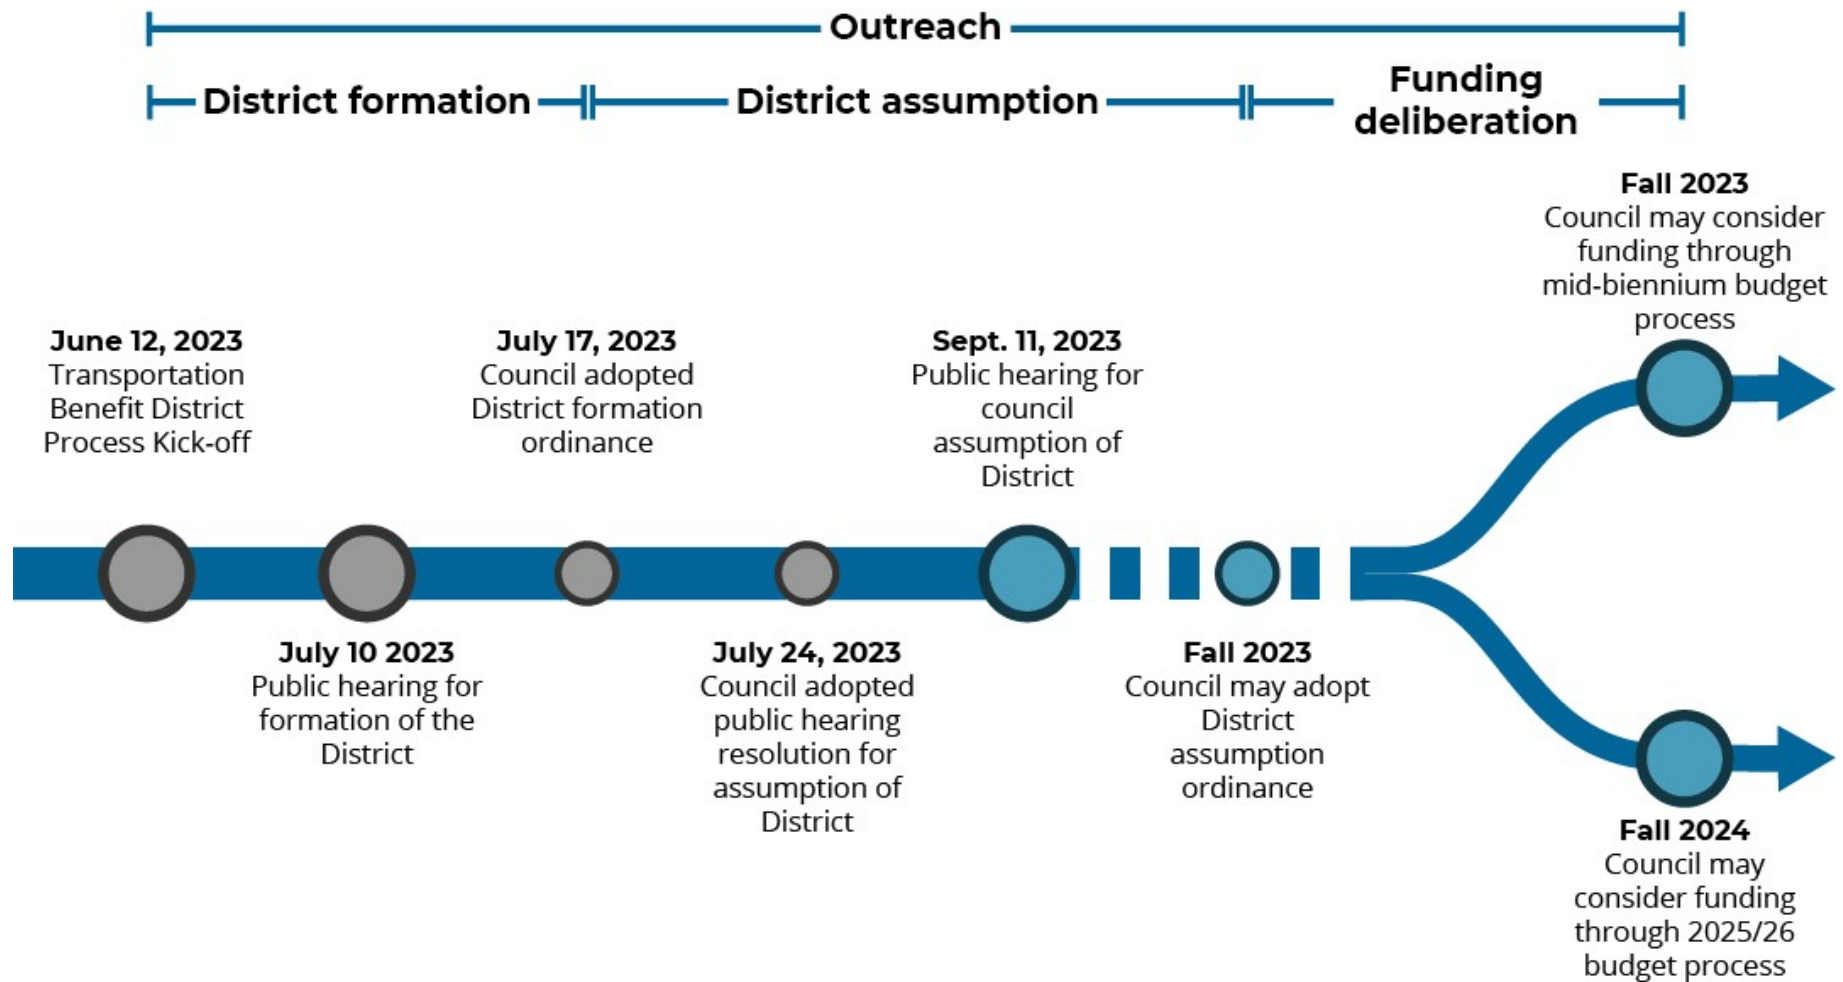 Outreach
District formation
District assumption
Funding
deliberation
Fall 2023
Council may consider
funding through
mid-biennium budget
process
June 12, 2023
Transportation
Benefit District
Process Kick-off
July 17, 2023
Council adopted
District formation
ordinance
Sept. 11, 2023
Public hearing for
council
assumption of
District
July 10 2023
Public hearing for
formation of the
District
July 24, 2023
Council adopted
public hearing
resolution for
assumption of
District
Fall 2023
Council may adopt
District
assumption
ordinance
Fall 2024
Council may
consider funding
through 2025/26
budget process